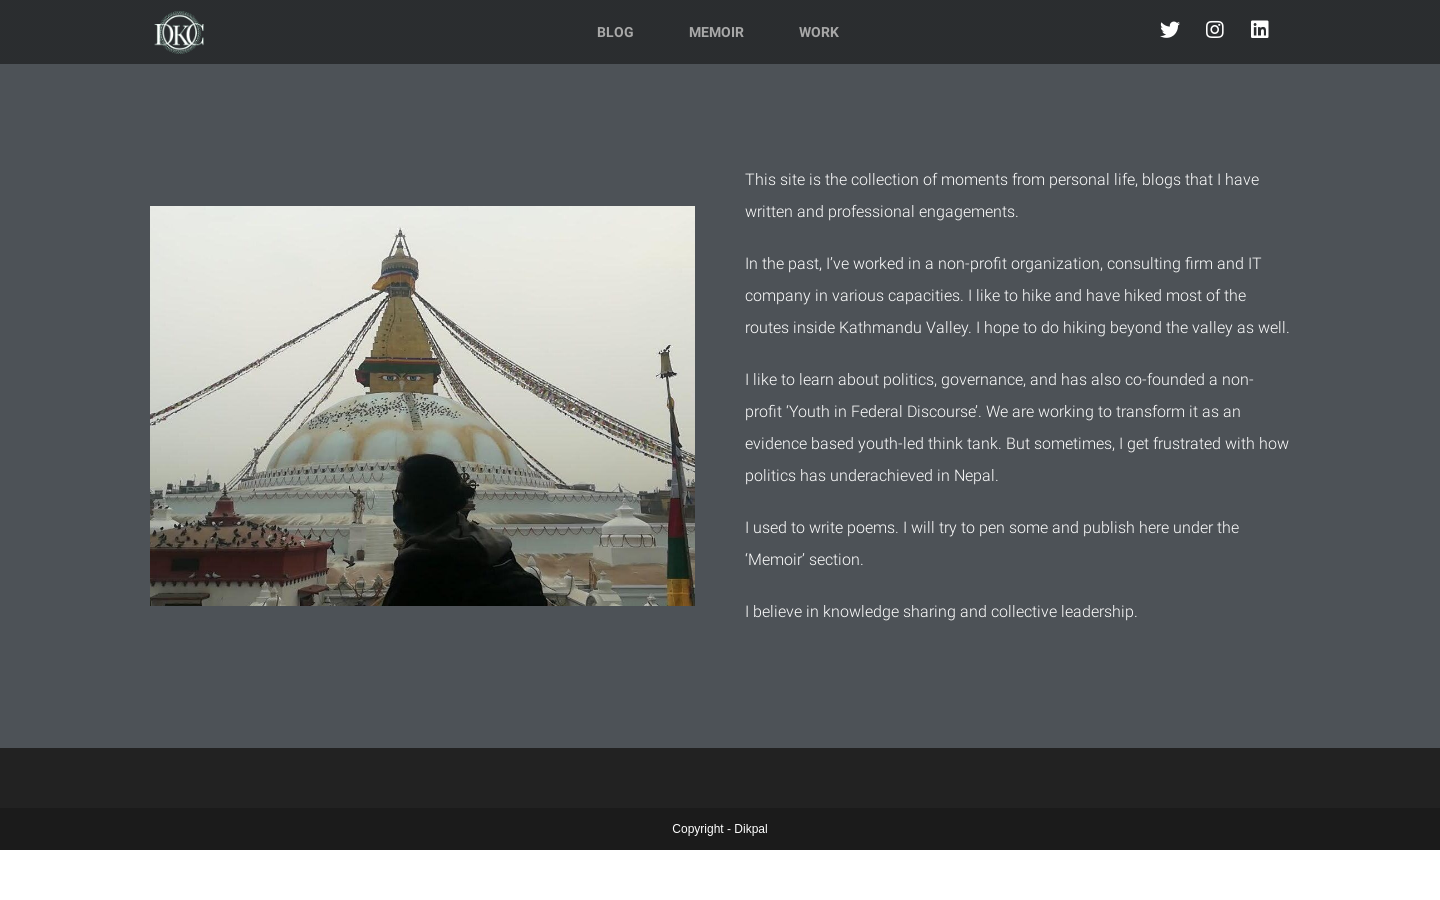 DKC
BLOG
MEMOIR
WORK
This site is the collection of moments from personal life, blogs that I have
written and professional engagements.
In the past, I’ve worked in a non-profit organization, consulting firm and IT
company in various capacities. I like to hike and have hiked most of the
routes inside Kathmandu Valley. I hope to do hiking beyond the valley as well.
I like to learn about politics, governance, and has also co-founded a non-
profit ‘Youth in Federal Discourse’. We are working to transform it as an
evidence based youth-led think tank. But sometimes, I get frustrated with how
politics has underachieved in Nepal.
I used to write poems. I will try to pen some and publish here under the
‘Memoir’ section.
I believe in knowledge sharing and collective leadership.
Copyright - Dikpal